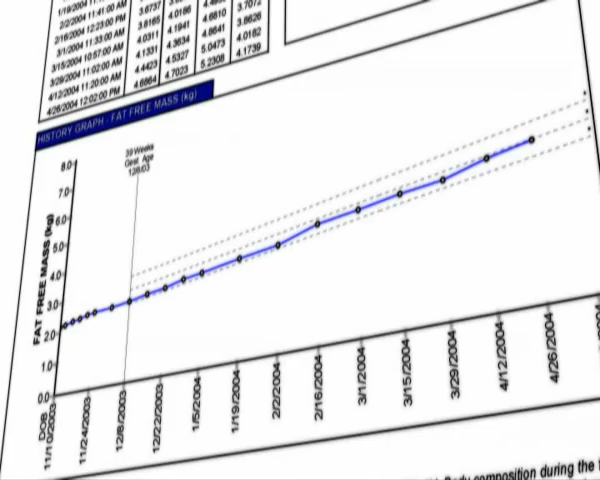 2/2/2004 11:41:00 AM 3.6737 3.7072
2/16/2004 12:23:00 PM 3.8165 4.0186 4.6610 3.8626
3/1/2004 11:33:00 AM 4.0311 4.1941 4.8641 4.0182
3/15/2004 10:57:00 AM 4.1331 4.3634 5.0473 4.1739
3/29/2004 11:02:00 AM 4.4423 4.5327 5.2308
4/12/2004 11:20:00 AM 4.6664 4.7023
4/26/2004 12:02:00 PM
HISTORY GRAPH - FAT FREE MASS (kg)
39 Weeks
Gest. Age
12/8/03
FAT FREE MASS (kg)
8.0
7.0
6.0
5.0
4.0
3.0
2.0
1.0
0.0
DOB
11/10/2003
11/24/2003
12/8/2003
12/22/2003
1/5/2004
1/19/2004
2/2/2004
2/16/2004
3/1/2004
3/15/2004
3/29/2004
4/12/2004
4/26/2004
Body composition during the